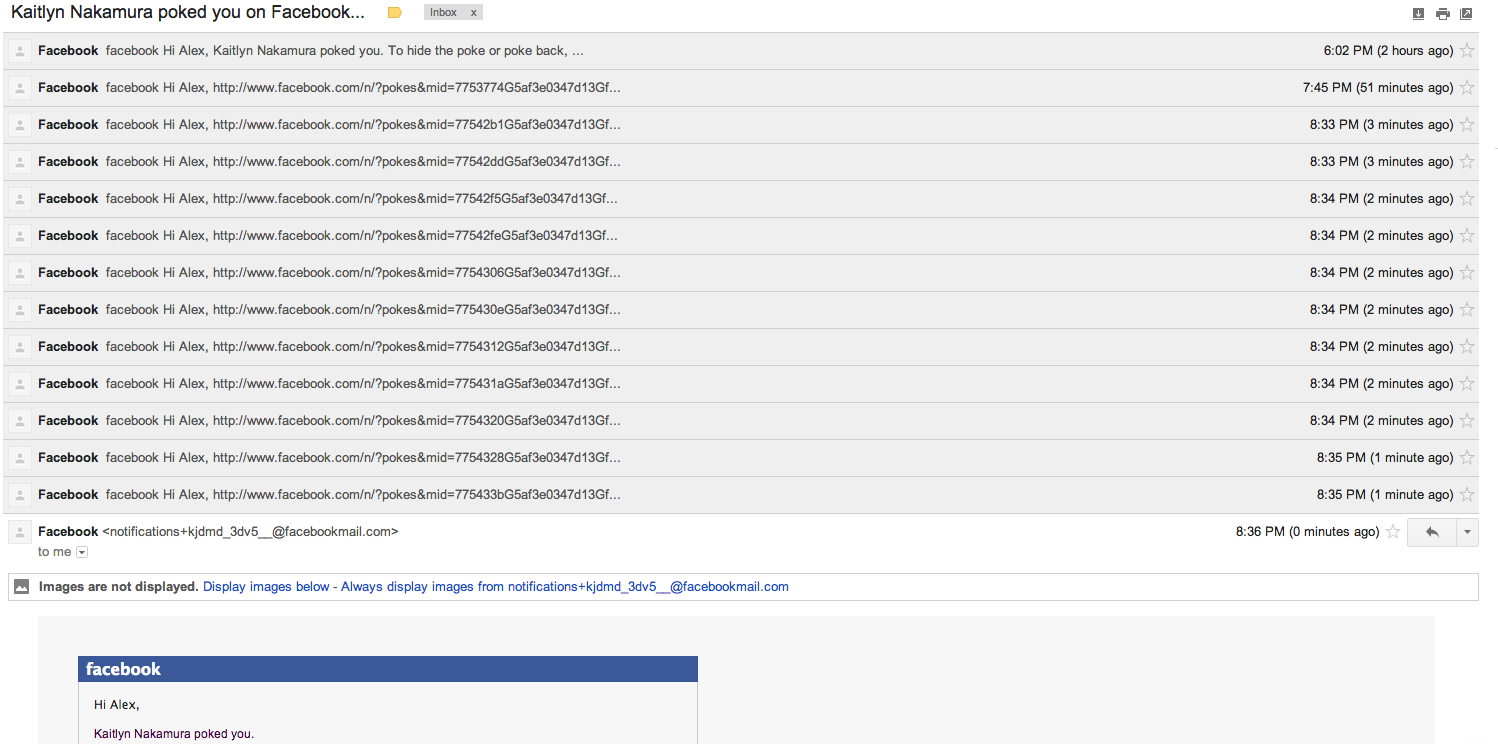 Kaitlyn Nakamura poked you on Facebook... Inbox x
Facebook facebook Hi Alex, Kaitlyn Nakamura poked you. To hide the poke or poke back, ... 6:02 PM (2 hours ago)
Facebook facebook Hi Alex, http://www.facebook.com/n/?pokes&mid=7753774G5af3e0347d13Gf... 7:45 PM (51 minutes ago)
Facebook facebook Hi Alex, http://www.facebook.com/n/?pokes&mid=77542b1G5af3e0347d13Gf... 8:33 PM (3 minutes ago)
Facebook facebook Hi Alex, http://www.facebook.com/n/?pokes&mid=77542ddG5af3e0347d13Gf... 8:33 PM (3 minutes ago)
Facebook facebook Hi Alex, http://www.facebook.com/n/?pokes&mid=77542f5G5af3e0347d13Gf... 8:34 PM (2 minutes ago)
Facebook facebook Hi Alex, http://www.facebook.com/n/?pokes&mid=77542feG5af3e0347d13Gf... 8:34 PM (2 minutes ago)
Facebook facebook Hi Alex, http://www.facebook.com/n/?pokes&mid=7754306G5af3e0347d13Gf... 8:34 PM (2 minutes ago)
Facebook facebook Hi Alex, http://www.facebook.com/n/?pokes&mid=775430eG5af3e0347d13Gf... 8:34 PM (2 minutes ago)
Facebook facebook Hi Alex, http://www.facebook.com/n/?pokes&mid=7754312G5af3e0347d13Gf... 8:34 PM (2 minutes ago)
Facebook facebook Hi Alex, http://www.facebook.com/n/?pokes&mid=775431aG5af3e0347d13Gf... 8:34 PM (2 minutes ago)
Facebook facebook Hi Alex, http://www.facebook.com/n/?pokes&mid=7754320G5af3e0347d13Gf... 8:34 PM (2 minutes ago)
Facebook facebook Hi Alex, http://www.facebook.com/n/?pokes&mid=7754328G5af3e0347d13Gf... 8:35 PM (1 minute ago)
Facebook facebook Hi Alex, http://www.facebook.com/n/?pokes&mid=775433bG5af3e0347d13Gf... 8:35 PM (1 minute ago)
Facebook <notifications+kjdmd_3dv5__@facebookmail.com> 8:36 PM (0 minutes ago)
to me
Images are not displayed. Display images below - Always display images from notifications+kjdmd_3dv5__@facebookmail.com
facebook
Hi Alex,
Kaitlyn Nakamura poked you.